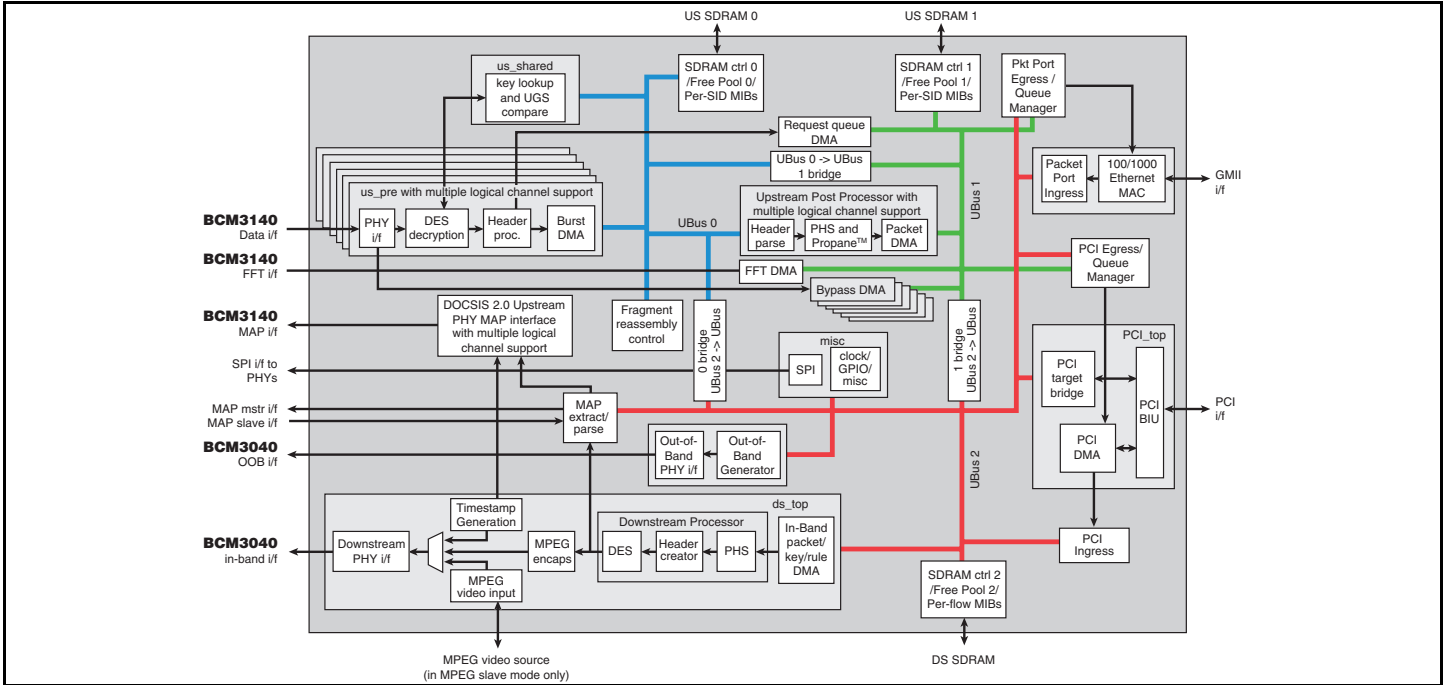 US SDRAM 0
US SDRAM 1
us_shared
key lookup
and UGS
compare
SDRAM ctrl 0
/Free Pool 0/
Per-SID MIBs
SDRAM ctrl 1
/Free Pool 1/
Per-SID MIBs
Pkt Port
Egress /
Queue
Manager
Request queue
DMA
UBus 0 -> UBus
1 bridge
Packet
Port
Ingress
100/1000
Ethernet
MAC
GMII
i/f
us_pre with multiple logical channel support
PHY
i/f
DES
decryption
Header
proc.
Burst
DMA
BCM3140
Data i/f
UBus 0
Upstream Post Processor with
multiple logical channel support
Header
parse
PHS and
Propane™
Packet
DMA
UBus 1
BCM3140
FFT i/f
FFT DMA
PCI Egress/
Queue
Manager
Bypass DMA
BCM3140
MAP i/f
DOCSIS 2.0 Upstream
PHY MAP interface
with multiple logical
channel support
Fragment
reassembly
control
UBus 2 -> UBus
0 bridge
misc
SPI
clock/
GPIO/
misc
UBus 2 -> UBus
1 bridge
PCI_top
PCI
target
bridge
PCI
BIU
PCI
DMA
PCI
i/f
SPI i/f to
PHYs
MAP mstr i/f
MAP slave i/f
MAP
extract/
parse
BCM3040
OOB i/f
Out-of-
Band
PHY i/f
Out-of-
Band
Generator
UBus 2
ds_top
Timestamp
Generation
Downstream Processor
BCM3040
in-band i/f
Downstream
PHY i/f
MPEG
encaps
DES
Header
creator
PHS
In-Band
packet/
key/rule
DMA
MPEG
video input
PCI
Ingress
SDRAM ctrl 2
/Free Pool 2/
Per-flow MIBs
MPEG video source
(in MPEG slave mode only)
DS SDRAM